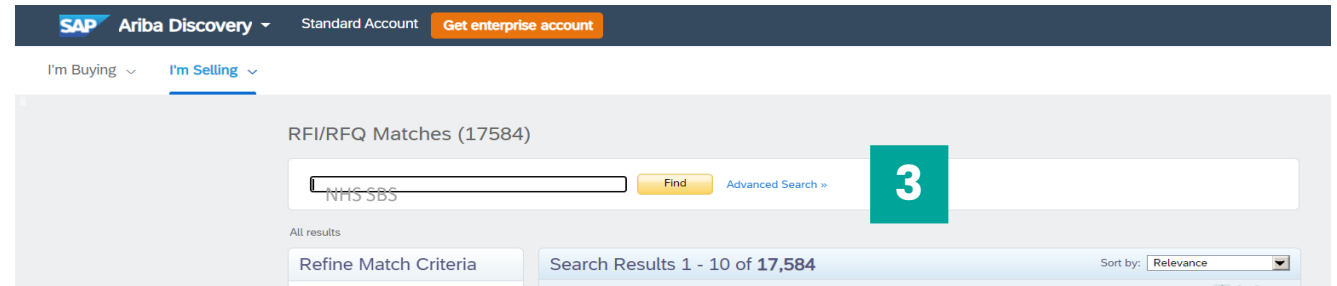 SAP Ariba Discovery Standard Account Get enterprise account
I'm Buying I'm Selling
RFI/RFQ Matches (17584)
NHS SBS Find Advanced Search »
3
All results
Refine Match Criteria Search Results 1 - 10 of 17,584 Sort by: Relevance